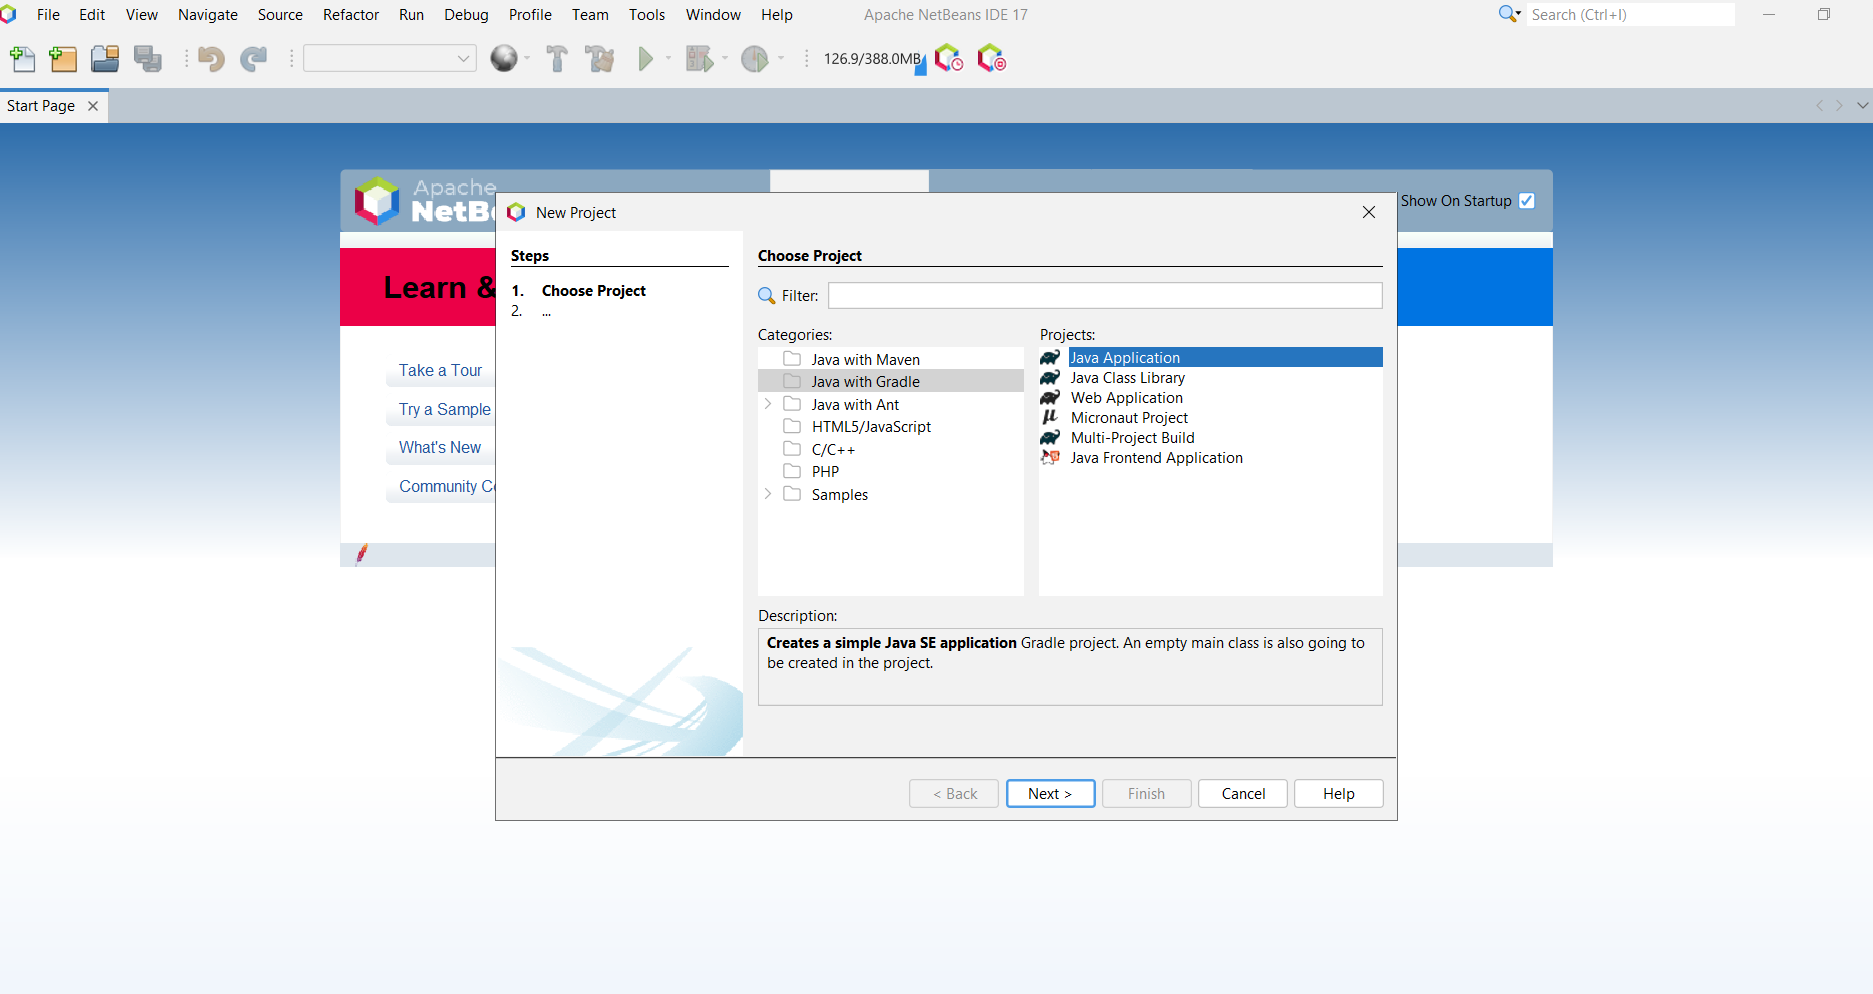 File Edit View Navigate Source Refactor Run Debug Profile Team Tools Window Help Apache NetBeans IDE 17 Search (Ctrl+I)
126.9/388.0MB
Start Page
Apache
NetBe
Show On Startup
New Project
Steps
Choose Project
Learn &
1. Choose Project
2. ...
Filter:
Categories:
Projects:
Java with Maven
Java with Gradle
Java with Ant
HTML5/JavaScript
C/C++
PHP
Samples
Java Application
Java Class Library
Web Application
Micronaut Project
Multi-Project Build
Java Frontend Application
Take a Tour
Try a Sample
What's New
Community Co
Description:
Creates a simple Java SE application Gradle project. An empty main class is also going to
be created in the project.
< Back Next > Finish Cancel Help